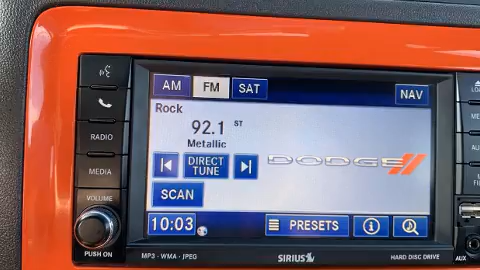 AM FM SAT NAV
Rock
92.1 ST
Metallic
DIRECT
TUNE
DODGE
SCAN
10:03 PRESETS
RADIO
MEDIA
VOLUME
PUSH ON
MP3 - WMA - JPEG SIRIUS HARD DISC DRIVE
AUX